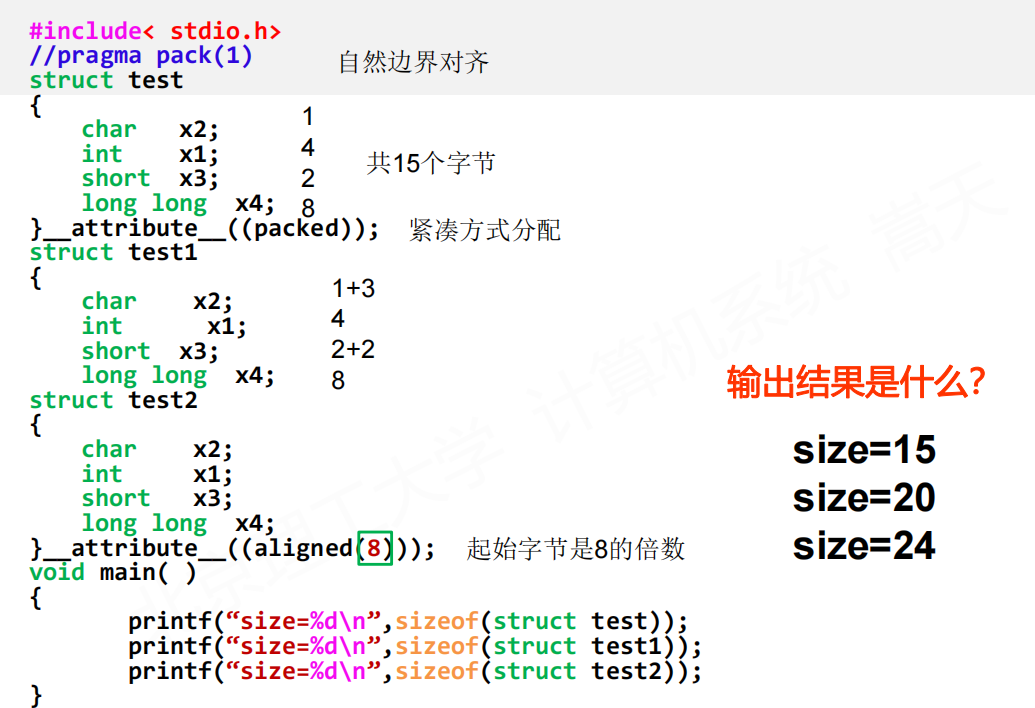 #include< stdio.h>
//pragma pack(1)
自然边界对齐
struct test
{
char x2; 1
int x1; 4
short x3; 2
共15个字节
long long x4; 8
}__attribute__((packed)); 紧凑方式分配
struct test1
{
char x2; 1+3
int x1; 4
short x3; 2+2
long long x4; 8
struct test2
{
char x2;
int x1;
short x3;
long long x4;
}__attribute__((aligned(8))); 起始字节是8的倍数
void main( )
{
printf(“size=%d\n”,sizeof(struct test));
printf(“size=%d\n”,sizeof(struct test1));
printf(“size=%d\n”,sizeof(struct test2));
}
输出结果是什么？
size=15
size=20
size=24
计算机系统 嵩天